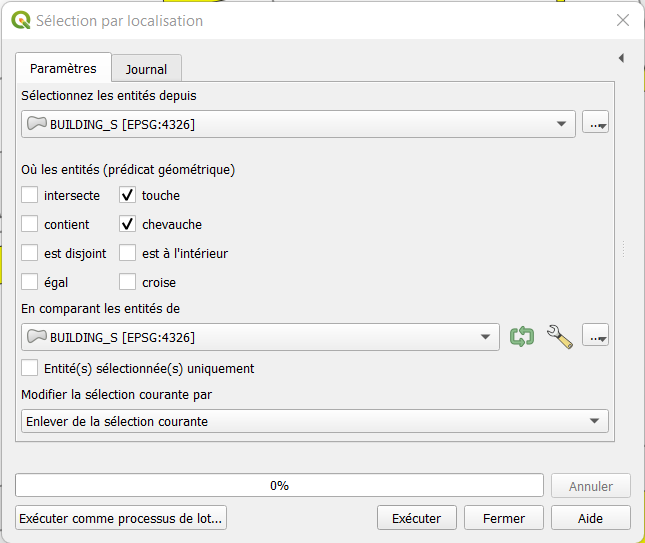 Sélection par localisation
Paramètres Journal
Sélectionnez les entités depuis
BUILDING_S [EPSG:4326] ...
Où les entités (prédicat géométrique)
intersecte touche
contient chevauche
est disjoint est à l'intérieur
égal croise
En comparant les entités de
BUILDING_S [EPSG:4326] ...
Entité(s) sélectionnée(s) uniquement
Modifier la sélection courante par
Enlever de la sélection courante
0% Annuler
Exécuter comme processus de lot... Exécuter Fermer Aide